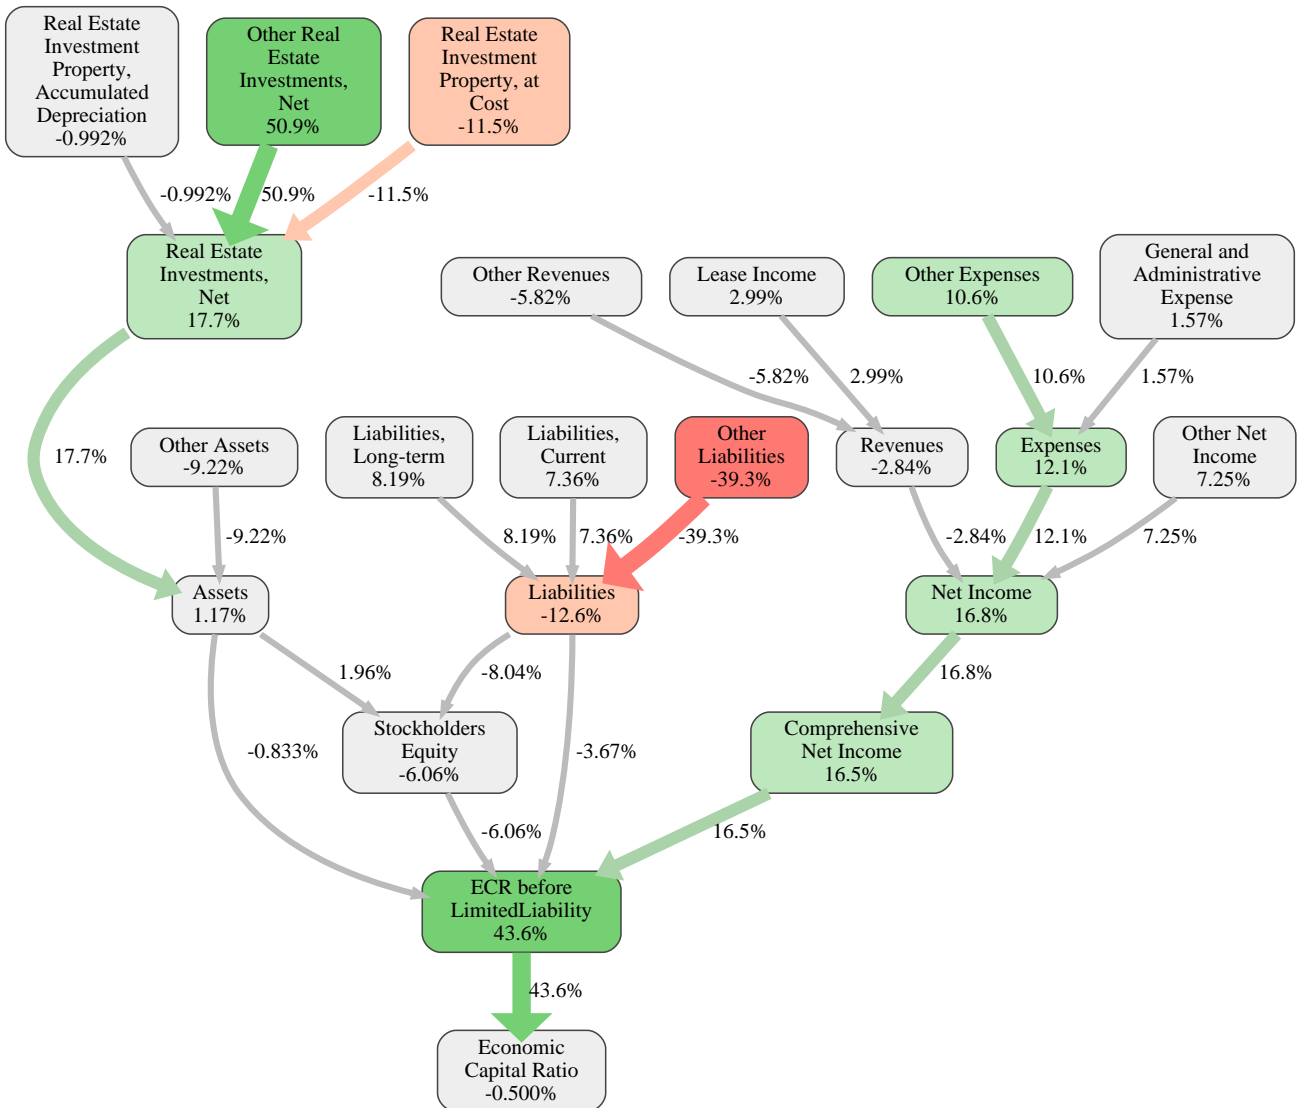 Real Estate
Investment
Property,
Accumulated
Depreciation
-0.992%
Other Real
Estate
Investments,
Net
50.9%
Real Estate
Investment
Property, at
Cost
-11.5%
-0.992%
50.9%
-11.5%
Real Estate
Investments,
Net
17.7%
Other Revenues
-5.82%
Lease Income
2.99%
Other Expenses
10.6%
General and
Administrative
Expense
1.57%
-5.82%
2.99%
10.6%
1.57%
17.7%
Other Assets
-9.22%
Liabilities,
Long-term
8.19%
Liabilities,
Current
7.36%
Other
Liabilities
-39.3%
Revenues
-2.84%
Expenses
12.1%
Other Net
Income
7.25%
-9.22%
8.19%
7.36%
-39.3%
-2.84%
12.1%
7.25%
Assets
1.17%
Liabilities
-12.6%
Net Income
16.8%
1.96%
-8.04%
16.8%
Stockholders
Equity
-6.06%
Comprehensive
Net Income
16.5%
-0.833%
-3.67%
-6.06%
16.5%
ECR before
LimitedLiability
43.6%
43.6%
Economic
Capital Ratio
-0.500%